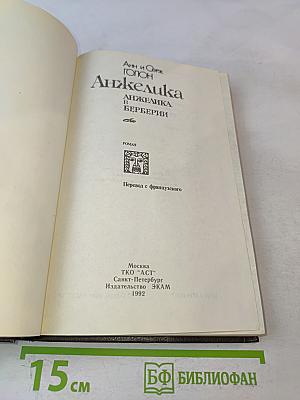 Анн и Серж
ГОЛОН
Анжелика
АНЖЕЛИКА
В
БЕРБЕРИИ
РОМАН
Перевод с французского
Москва
ТКО "АСТ"
Санкт-Петербург
Издательство ЭКАМ
1992
15 см
БФ БИБЛИОФАН